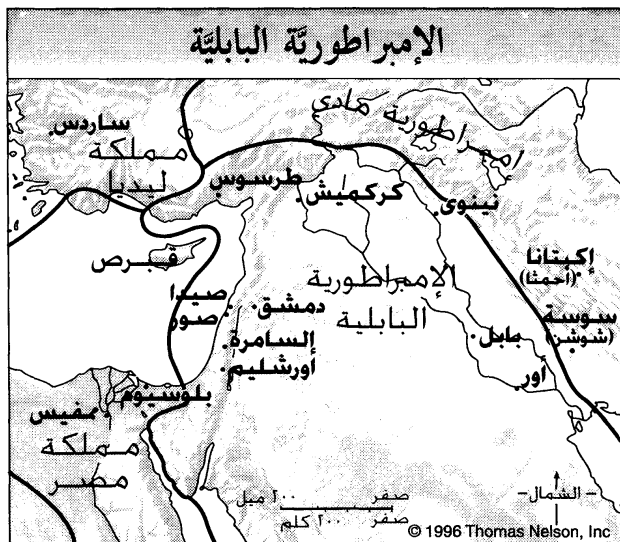 الإمبراطوريَّة البابليَّة
إمبراطورية مادي
ساردس
مملكة
ليديا
طرسوس
كركميش
نينوى
قبرص
إكبتانا
(أحمثا)
صيدا
صور
دمشق
الإمبراطورية
البابلية
سوسة
(شوشن)
السامرة
أورشليم
بابل
أور
بلوسيوم
ممفيس
مملكة
مصر
صفر ٢٠٠ ميل
صفر ٢٠٠ كلم
الشمال
© 1996 Thomas Nelson, Inc